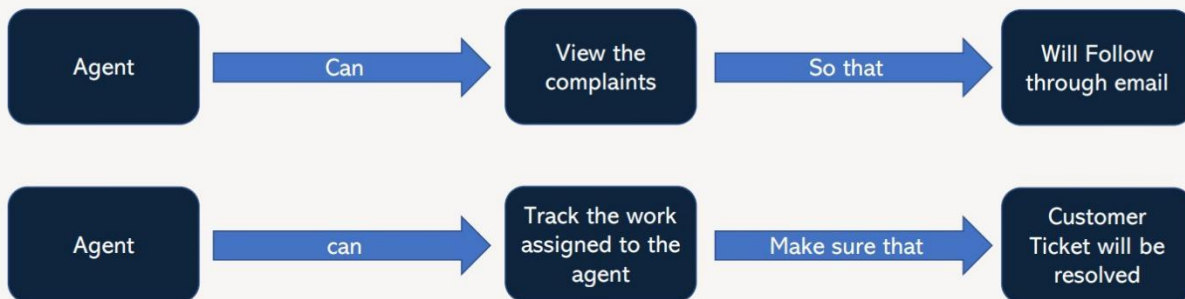 Agent
Can
View the
complaints
So that
Will Follow
through email
Agent
can
Track the work
assigned to the
agent
Make sure that
Customer
Ticket will be
resolved